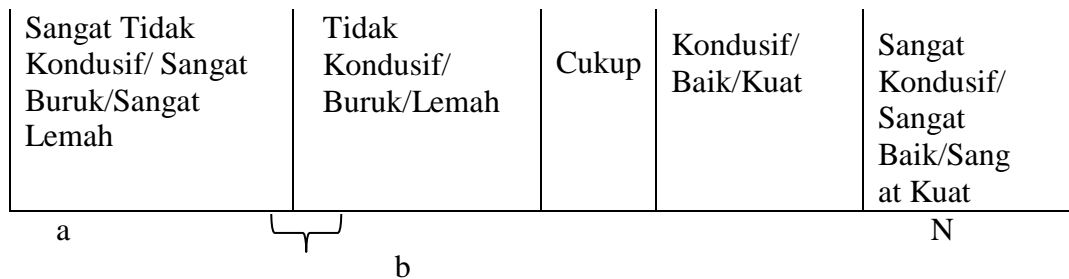 Sangat Tidak
Kondusif/ Sangat
Buruk/Sangat
Lemah
Tidak
Kondusif/
Buruk/Lemah
Cukup
Kondusif/
Baik/Kuat
Sangat
Kondusif/
Sangat
Baik/Sang
at Kuat
a
N
b